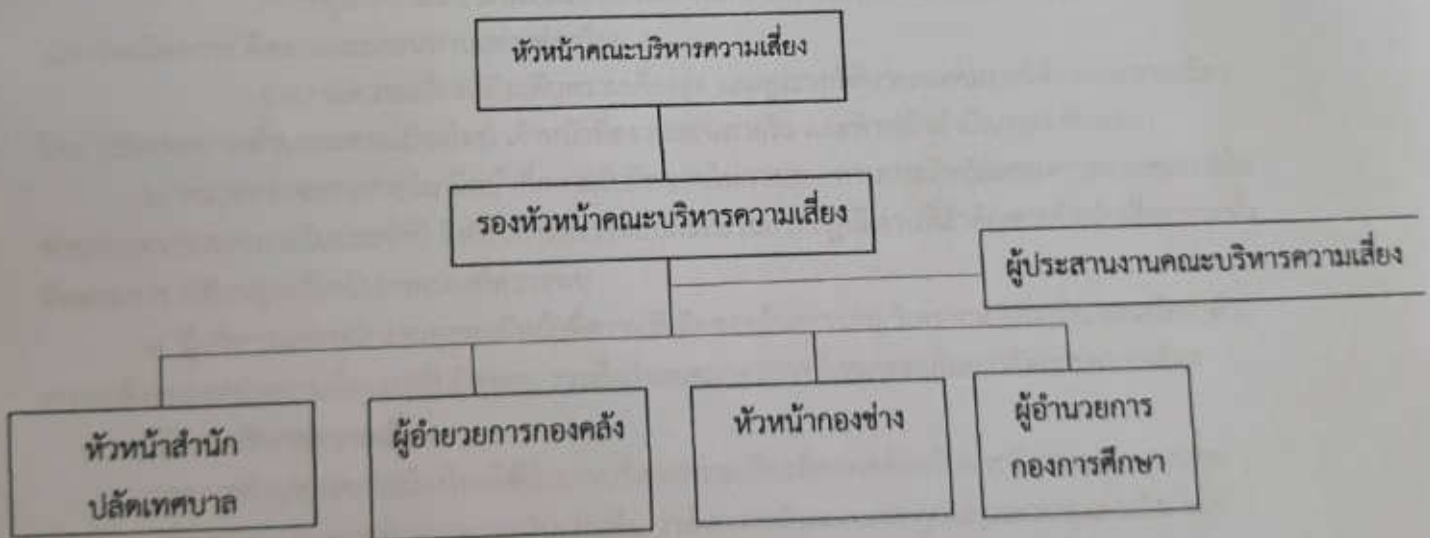 หัวหน้าคณะบริหารความเสี่ยง
รองหัวหน้าคณะบริหารความเสี่ยง
ผู้ประสานงานคณะบริหารความเสี่ยง
หัวหน้าสำนัก
ปลัดเทศบาล
ผู้อำยวยการกองคลัง
หัวหน้ากองช่าง
ผู้อำนวยการ
กองการศึกษา